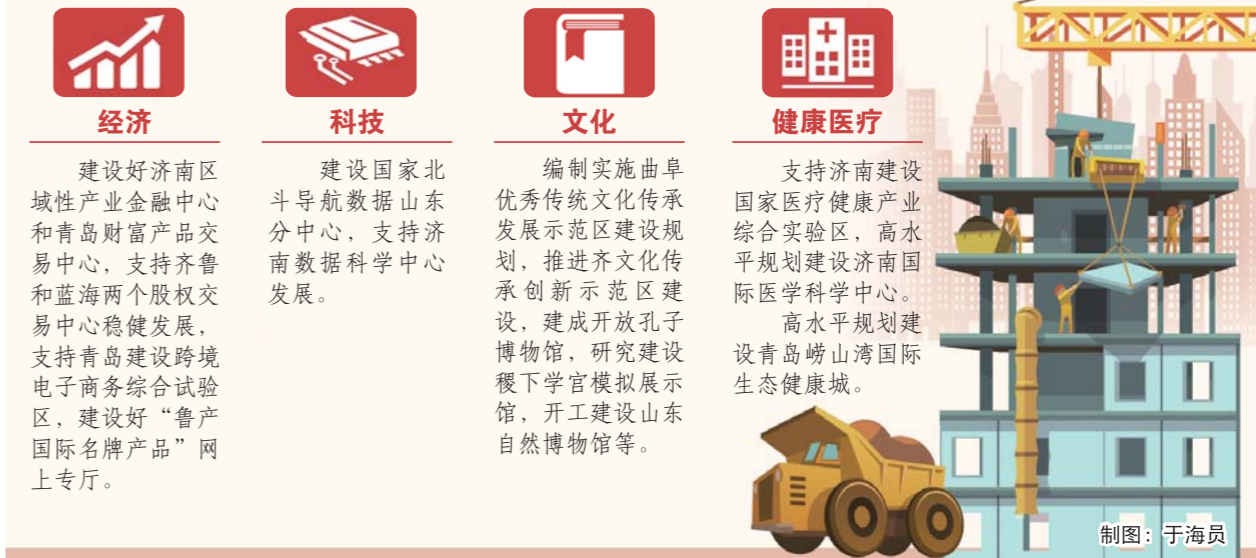 经济
建设好济南区
域性产业金融中心
和青岛财富产品交
易中心，支持齐鲁
和蓝海两个股权交
易中心稳健发展，
支持青岛建设跨境
电子商务综合试验
区，建设好“鲁产
国际名牌产品”网
上专厅。
科技
建设国家北
斗导航数据山东
分中心，支持济
南数据科学中心
发展。
文化
编制实施曲阜
优秀传统文化传承
发展示范区建设规
划，推进齐文化传
承创新示范区建
设，建成开放孔子
博物馆，研究建设
稷下学宫模拟展示
馆，开工建设山东
自然博物馆等。
健康医疗
支持济南建设
国家医疗健康产业
综合实验区，高水
平规划建设济南国
际医学科学中心。
高水平规划建
设青岛崂山湾国际
生态健康城。
制图：于海员